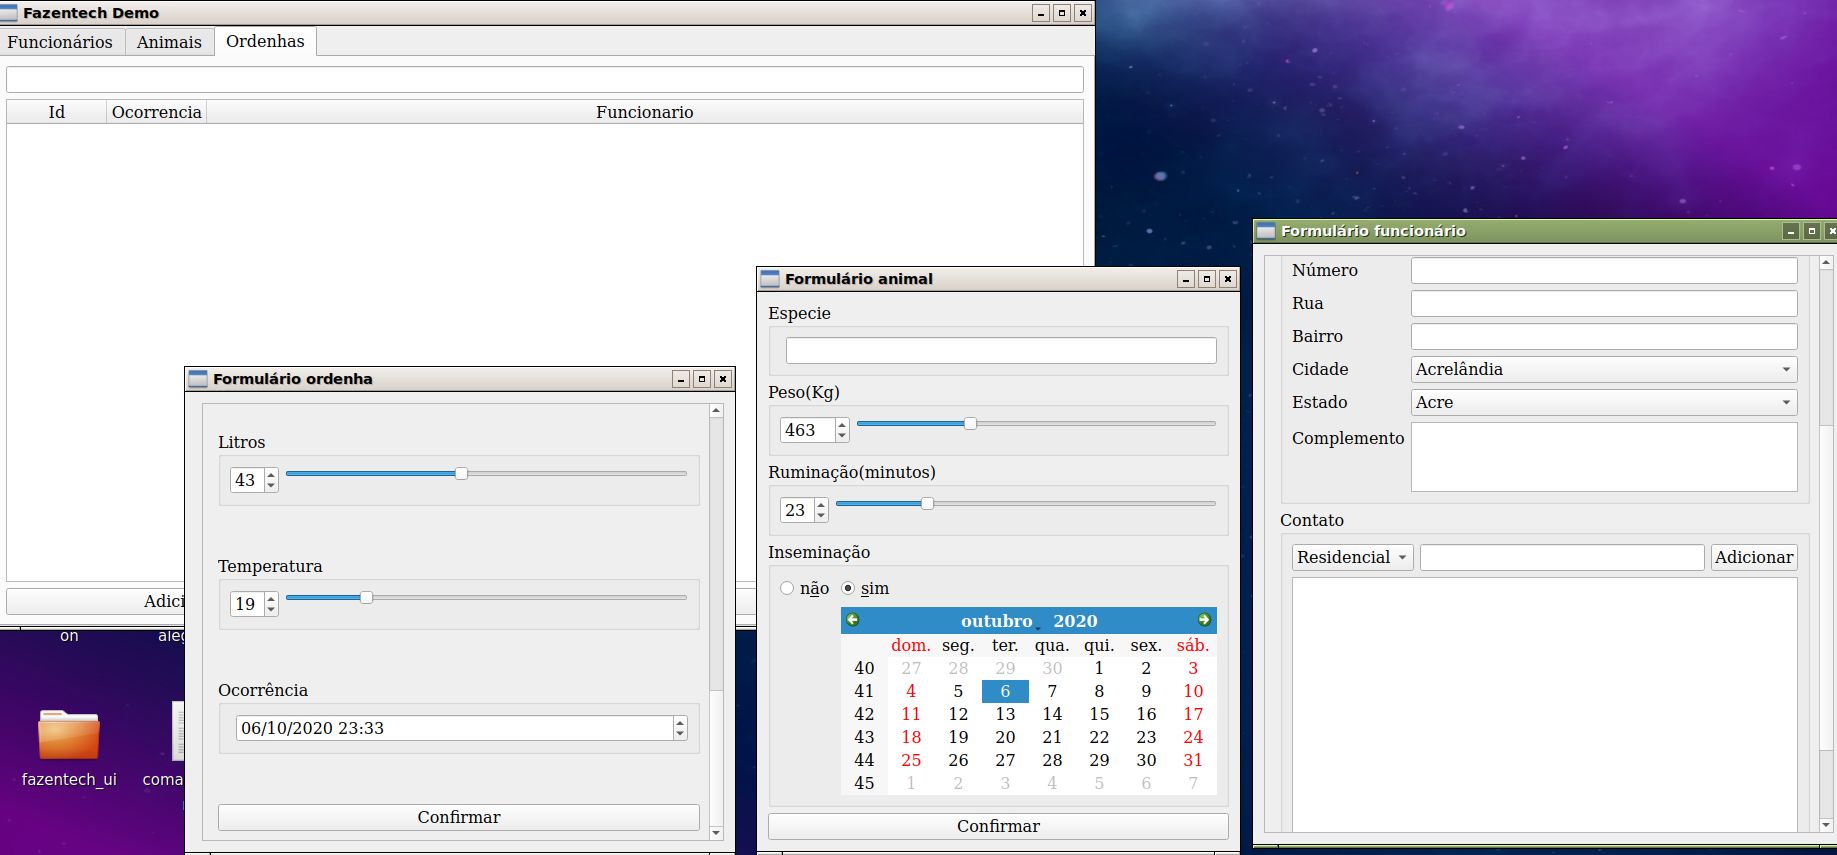 Fazentech Demo
Funcionários Animais Ordenhas
Id Ocorrencia Funcionario
on
fazentech_ui
Formulário ordenha
Litros
43
Temperatura
19
Ocorrência
06/10/2020 23:33
Confirmar
Formulário animal
Especie
Peso(Kg)
463
Ruminação(minutos)
23
Inseminação
não sim
outubro 2020
dom. seg. ter. qua. qui. sex. sáb.
40 27 28 29 30 1 2 3
41 4 5 6 7 8 9 10
42 11 12 13 14 15 16 17
43 18 19 20 21 22 23 24
44 25 26 27 28 29 30 31
45 1 2 3 4 5 6 7
Confirmar
Formulário funcionário
Número
Rua
Bairro
Cidade Acrelândia
Estado Acre
Complemento
Contato
Residencial Adicionar